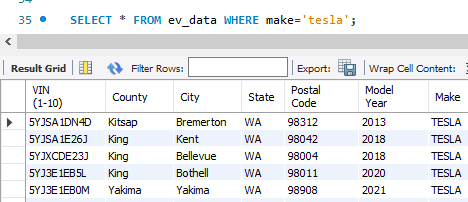 35 SELECT * FROM ev_data WHERE make='tesla';
Result Grid Filter Rows: Export: Wrap Cell Content:
VIN (1-10) County City State Postal Code Model Year Make
5YJSA1DN4D Kitsap Bremerton WA 98312 2013 TESLA
5YJSA1E26J King Kent WA 98042 2018 TESLA
5YJXCDE23J King Bellevue WA 98004 2018 TESLA
5YJ3E1EB5L King Bothell WA 98011 2020 TESLA
5YJ3E1EB0M Yakima Yakima WA 98908 2021 TESLA